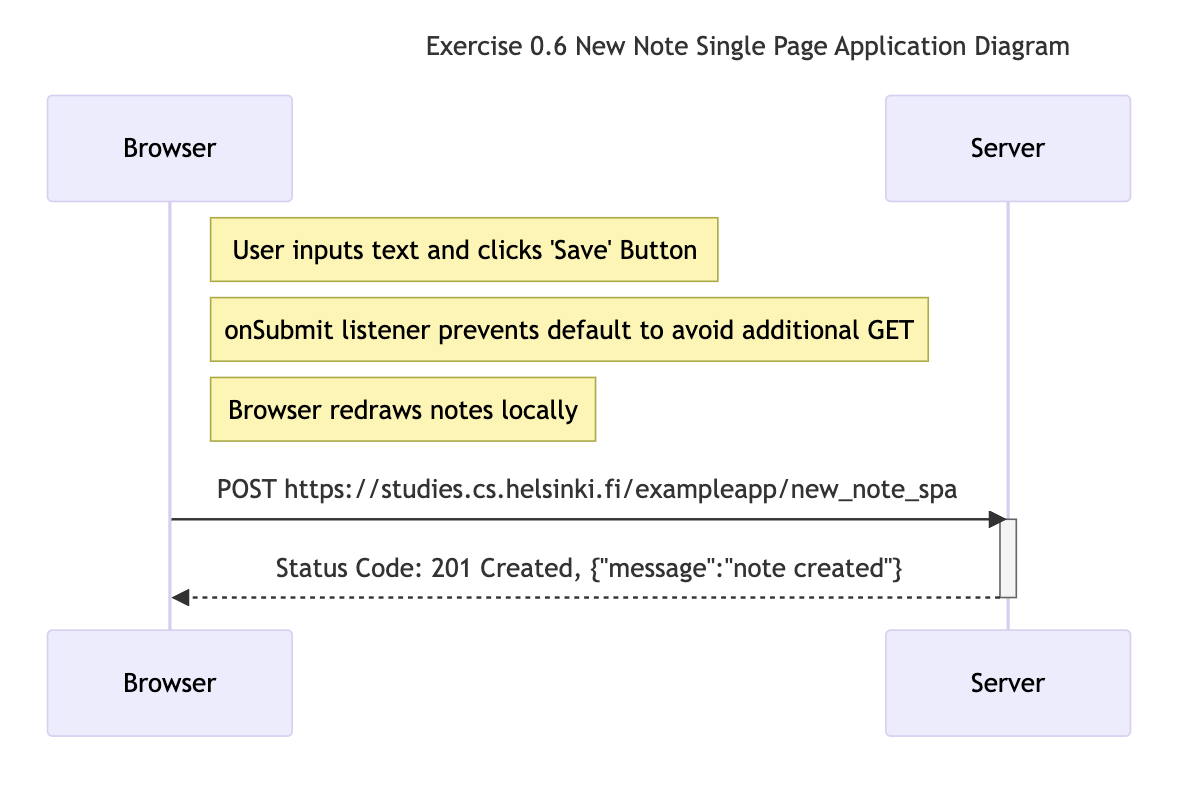 Exercise 0.6 New Note Single Page Application Diagram
Browser
Server
User inputs text and clicks 'Save' Button
onSubmit listener prevents default to avoid additional GET
Browser redraws notes locally
POST https://studies.cs.helsinki.fi/exampleapp/new_note_spa
Status Code: 201 Created, {"message":"note created"}
Browser
Server